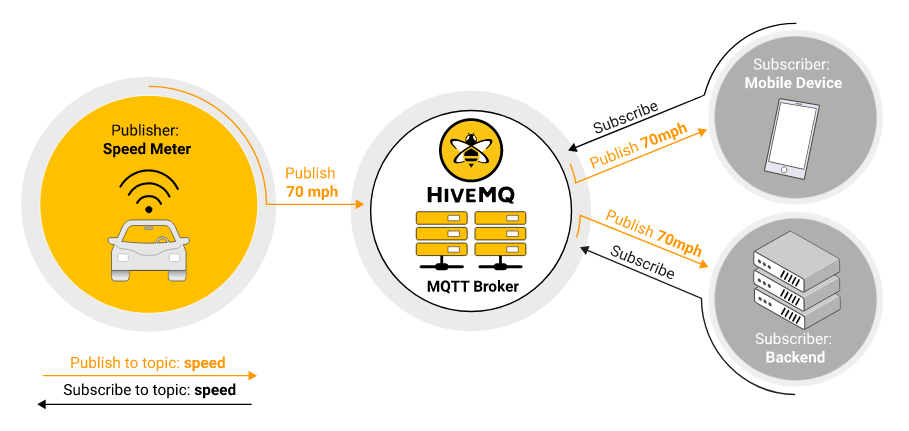 Publisher:
Speed Meter
Publish
70 mph
HIVEMQ
MQTT Broker
Subscribe
Publish 70mph
Subscriber:
Mobile Device
Publish 70mph
Subscribe
Subscriber:
Backend
Publish to topic: speed
Subscribe to topic: speed